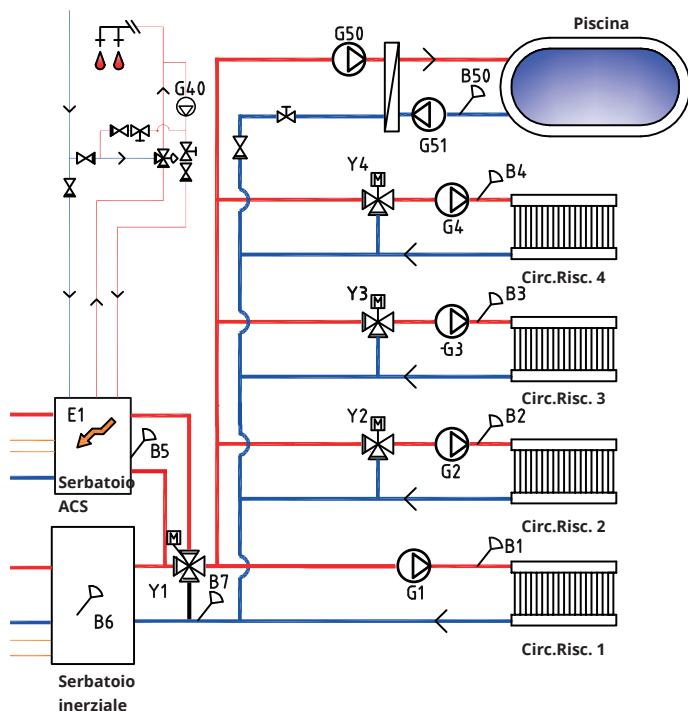 Piscina
G50
B50
G40
G51
Y4
M
B4
G4
Circ.Risc. 4
Y3
M
B3
G3
Circ.Risc. 3
Y2
M
B2
G2
Circ.Risc. 2
E1
B5
Serbatoio
ACS
M
Y1
B7
B1
G1
B6
Circ.Risc. 1
Serbatoio
inerziale